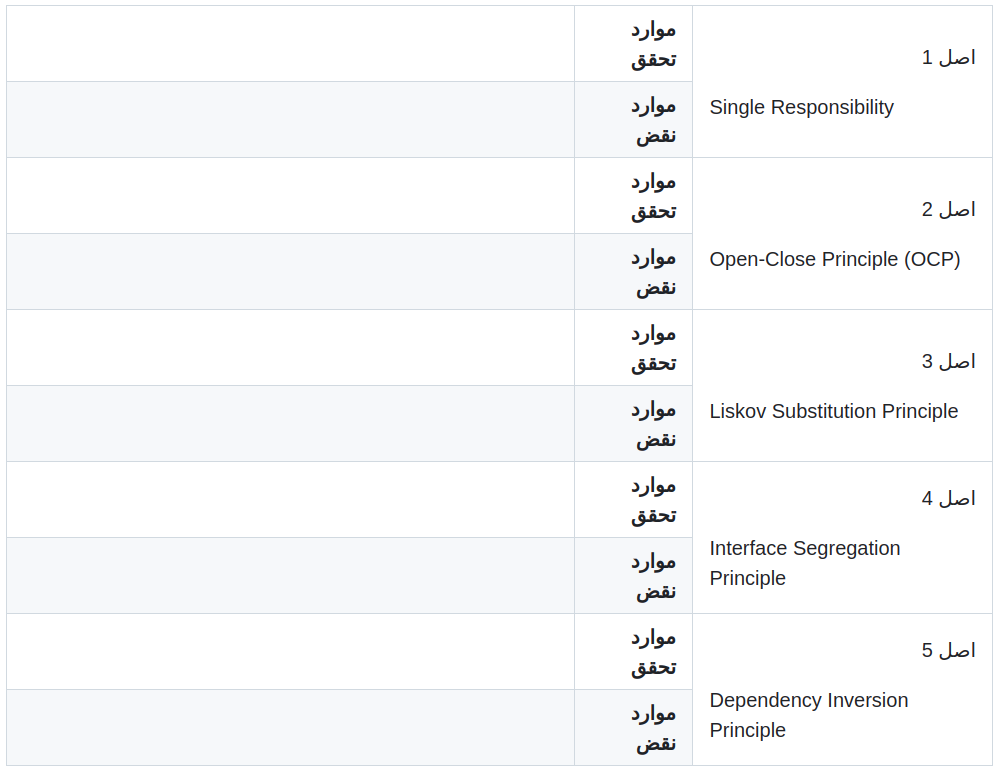 اصل 1
Single Responsibility
موارد
تحقق
موارد
نقض
اصل 2
Open-Close Principle (OCP)
موارد
تحقق
موارد
نقض
اصل 3
Liskov Substitution Principle
موارد
تحقق
موارد
نقض
اصل 4
Interface Segregation
Principle
موارد
تحقق
موارد
نقض
اصل 5
Dependency Inversion
Principle
موارد
تحقق
موارد
نقض